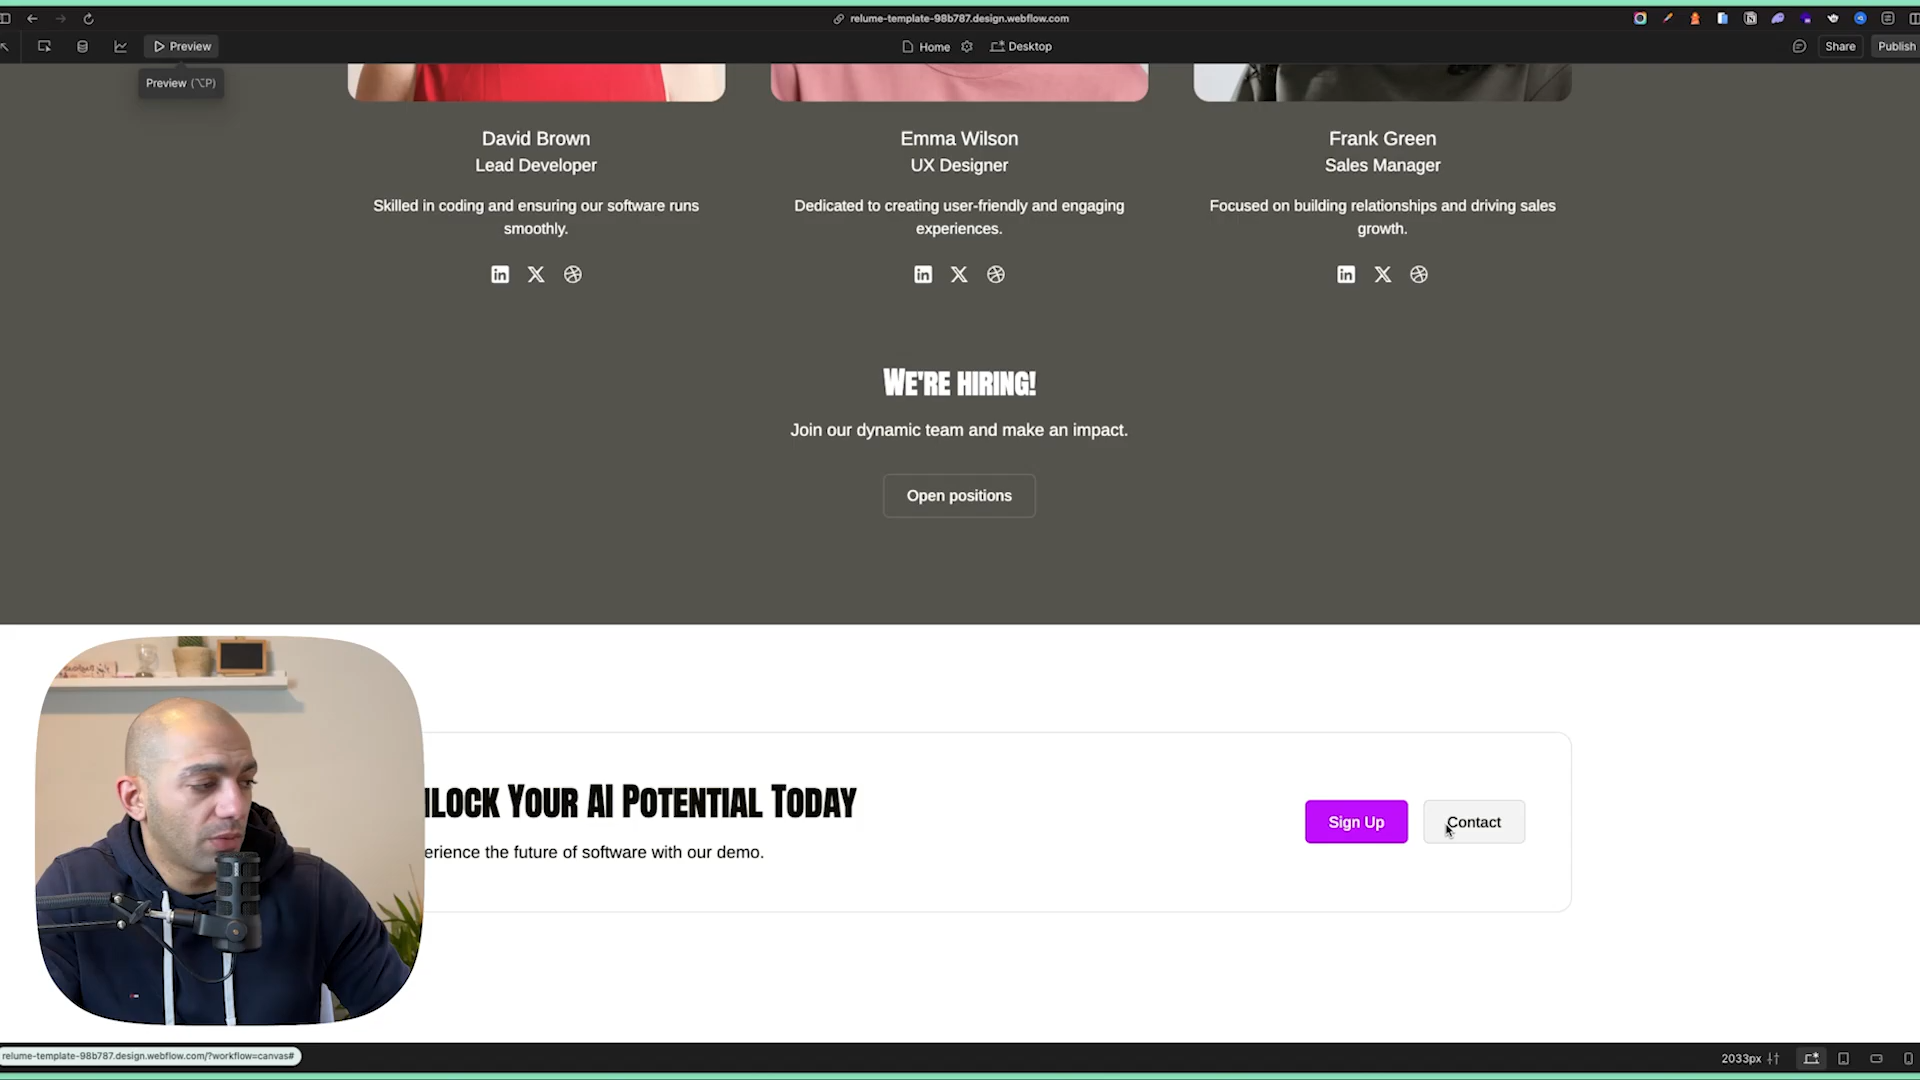 relume-template-98b787.design.webflow.com
Preview
Home
Desktop
Share
Publish
Preview (⌥P)
David Brown
Lead Developer
Skilled in coding and ensuring our software runs
smoothly.
Emma Wilson
UX Designer
Dedicated to creating user-friendly and engaging
experiences.
Frank Green
Sales Manager
Focused on building relationships and driving sales
growth.
We're hiring!
Join our dynamic team and make an impact.
Open positions
lock Your AI Potential Today
erience the future of software with our demo.
Sign Up
Contact
relume-template-98b787.design.webflow.com/?workflow=canvas#
2033px